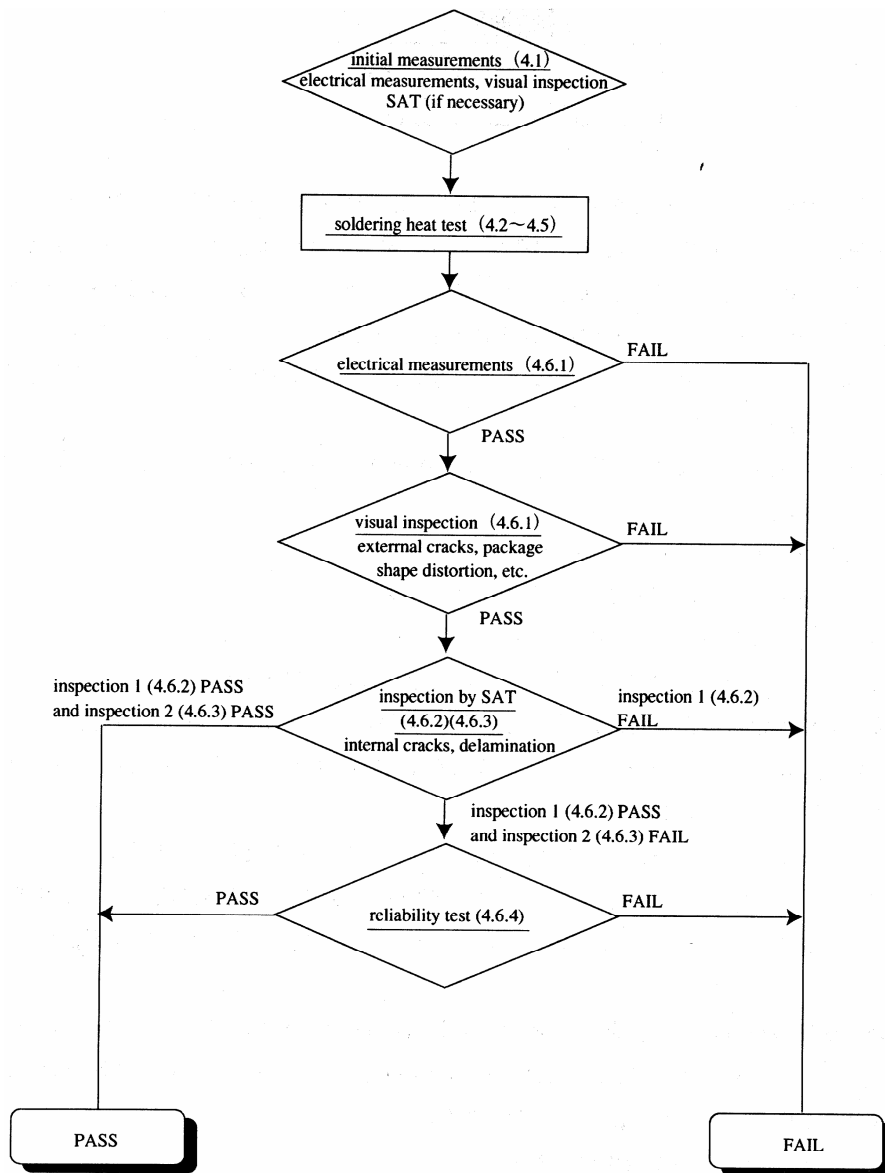 initial measurements (4.1)
electrical measurements, visual inspection
SAT (if necessary)
soldering heat test (4.2～4.5)
electrical measurements (4.6.1)
FAIL
PASS
visual inspection (4.6.1)
exterrnal cracks, package
shape distortion, etc.
FAIL
PASS
inspection 1 (4.6.2) PASS
and inspection 2 (4.6.3) PASS
inspection by SAT
(4.6.2)(4.6.3)
internal cracks, delamination
inspection 1 (4.6.2)
FAIL
inspection 1 (4.6.2) PASS
and inspection 2 (4.6.3) FAIL
PASS
reliability test (4.6.4)
FAIL
PASS
FAIL